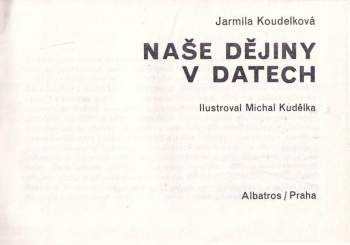 Jarmila Koudelková
NAŠE DĚJINY
V DATECH
Ilustroval Michal Kudělka
Albatros / Praha